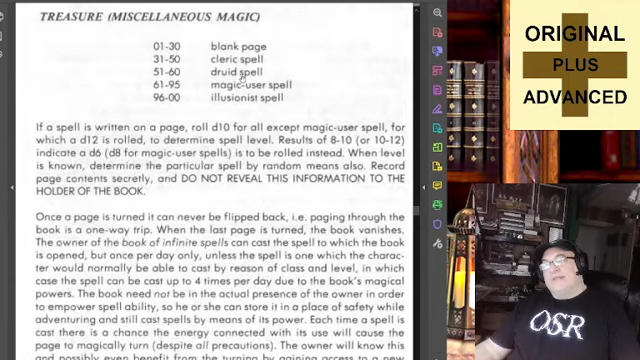 TREASURE (MISCELLANEOUS MAGIC)
01-30 blank page
31-50 cleric spell
51-60 druid spell
61-95 magic-user spell
96-00 illusionist spell
If a spell is written on a page, roll d10 for all except magic-user spell, for
which a d12 is rolled, to determine spell level. Results of 8-10 (or 10-12)
indicate a d6 (d8 for magic-user spells) is to be rolled instead. When level
is known, determine the particular spell by random means also. Record
page contents secretly, and DO NOT REVEAL THIS INFORMATION TO THE
HOLDER OF THE BOOK.
Once a page is turned it can never be flipped back, i.e. paging through the
book is a one-way trip. When the last page is turned, the book vanishes.
The owner of the book of infinite spells can cast the spell to which the book
is opened, but once per day only, unless the spell is one which the charac-
ter would normally be able to cast by reason of class and level, in which
case the spell can be cast up to 4 times per day due to the book's magical
powers. The book need not be in the actual presence of the owner in order
to empower spell ability, so he or she can store it in a place of safety while
adventuring and still cast spells by means of its power. Each time a spell is
cast there is a chance the energy connected with its use will cause the
page to magically turn (despite all precautions). The owner will know this
and possibly even benefit from the turning by gaining access to a new
ORIGINAL
PLUS
ADVANCED
OSR